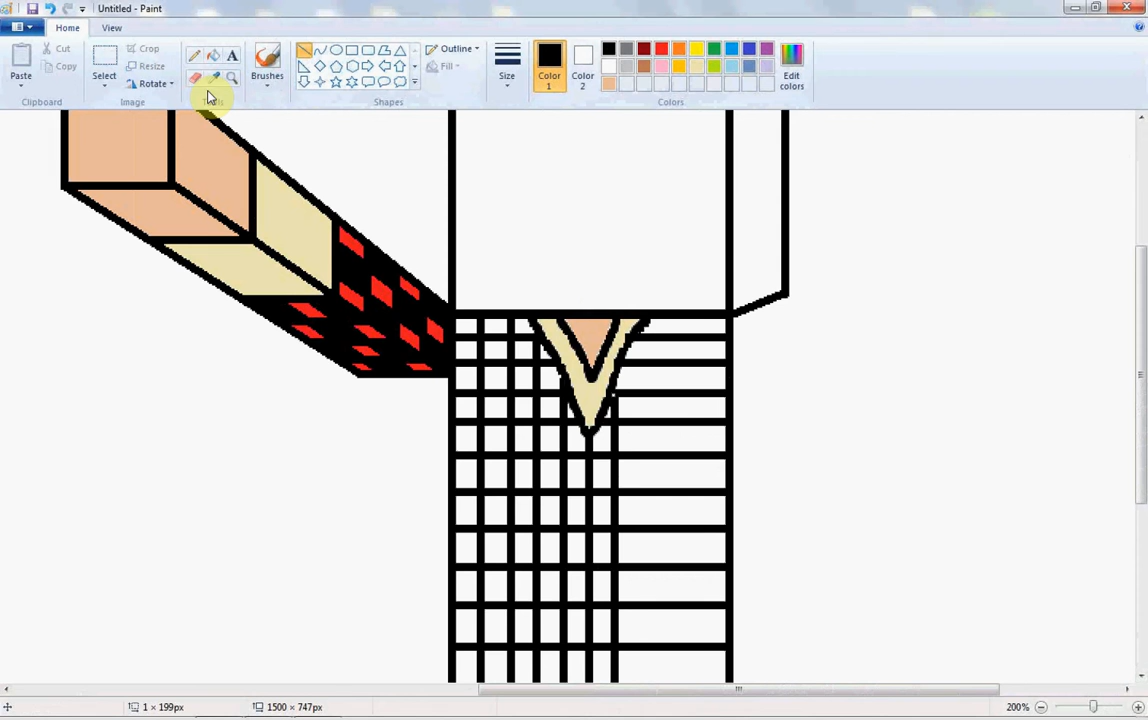 Untitled - Paint
Home View
Paste Cut Copy
Select Crop Resize Rotate
A
Brushes
Outline Fill
Size
Color 1
Color 2
Edit colors
Clipboard Image Shapes Colors
1 × 199px 1500 × 747px 200%